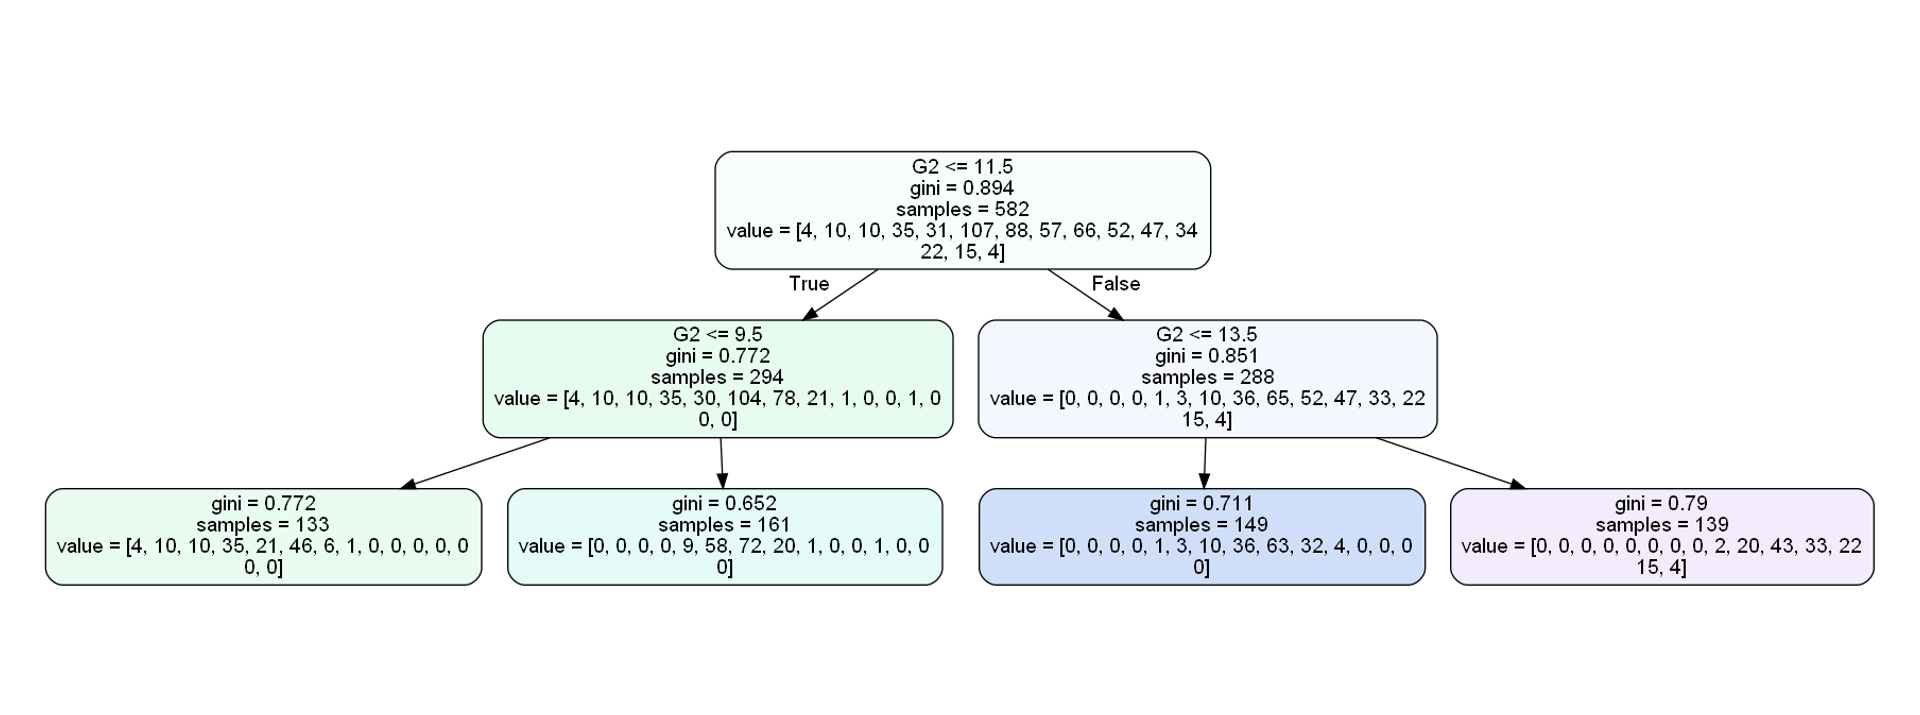 G2 <= 11.5
gini = 0.894
samples = 582
value = [4, 10, 10, 35, 31, 107, 88, 57, 66, 52, 47, 34
22, 15, 4]
True
False
G2 <= 9.5
gini = 0.772
samples = 294
value = [4, 10, 10, 35, 30, 104, 78, 21, 1, 0, 0, 1, 0
0, 0]
G2 <= 13.5
gini = 0.851
samples = 288
value = [0, 0, 0, 0, 1, 3, 10, 36, 65, 52, 47, 33, 22
15, 4]
gini = 0.772
samples = 133
value = [4, 10, 10, 35, 21, 46, 6, 1, 0, 0, 0, 0, 0
0, 0]
gini = 0.652
samples = 161
value = [0, 0, 0, 0, 9, 58, 72, 20, 1, 0, 0, 1, 0, 0
0]
gini = 0.711
samples = 149
value = [0, 0, 0, 0, 1, 3, 10, 36, 63, 32, 4, 0, 0, 0
0]
gini = 0.79
samples = 139
value = [0, 0, 0, 0, 0, 0, 0, 0, 2, 20, 43, 33, 22
15, 4]